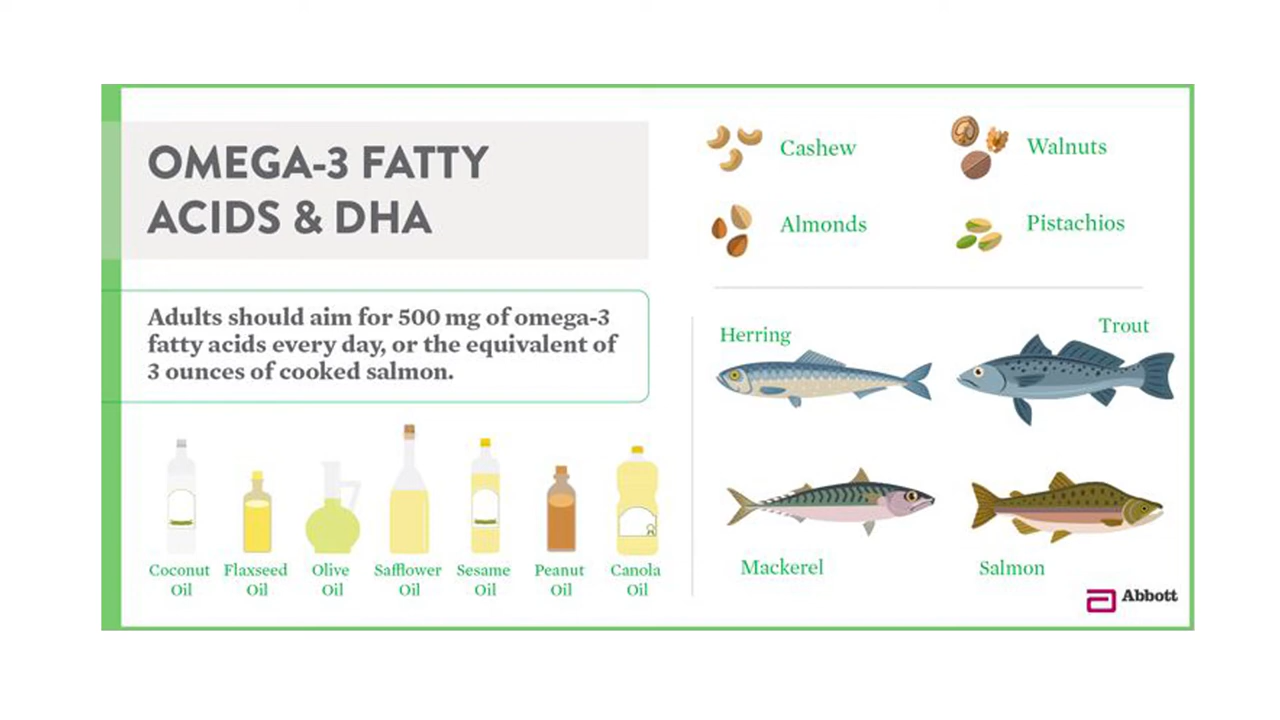 OMEGA-3 FATTY
ACIDS & DHA
Adults should aim for 500 mg of omega-3
fatty acids every day, or the equivalent of
3 ounces of cooked salmon.
Coconut
Oil
Flaxseed
Oil
Olive
Oil
Safflower
Oil
Sesame
Oil
Peanut
Oil
Canola
Oil
Cashew
Walnuts
Almonds
Pistachios
Herring
Trout
Mackerel
Salmon
Abbott